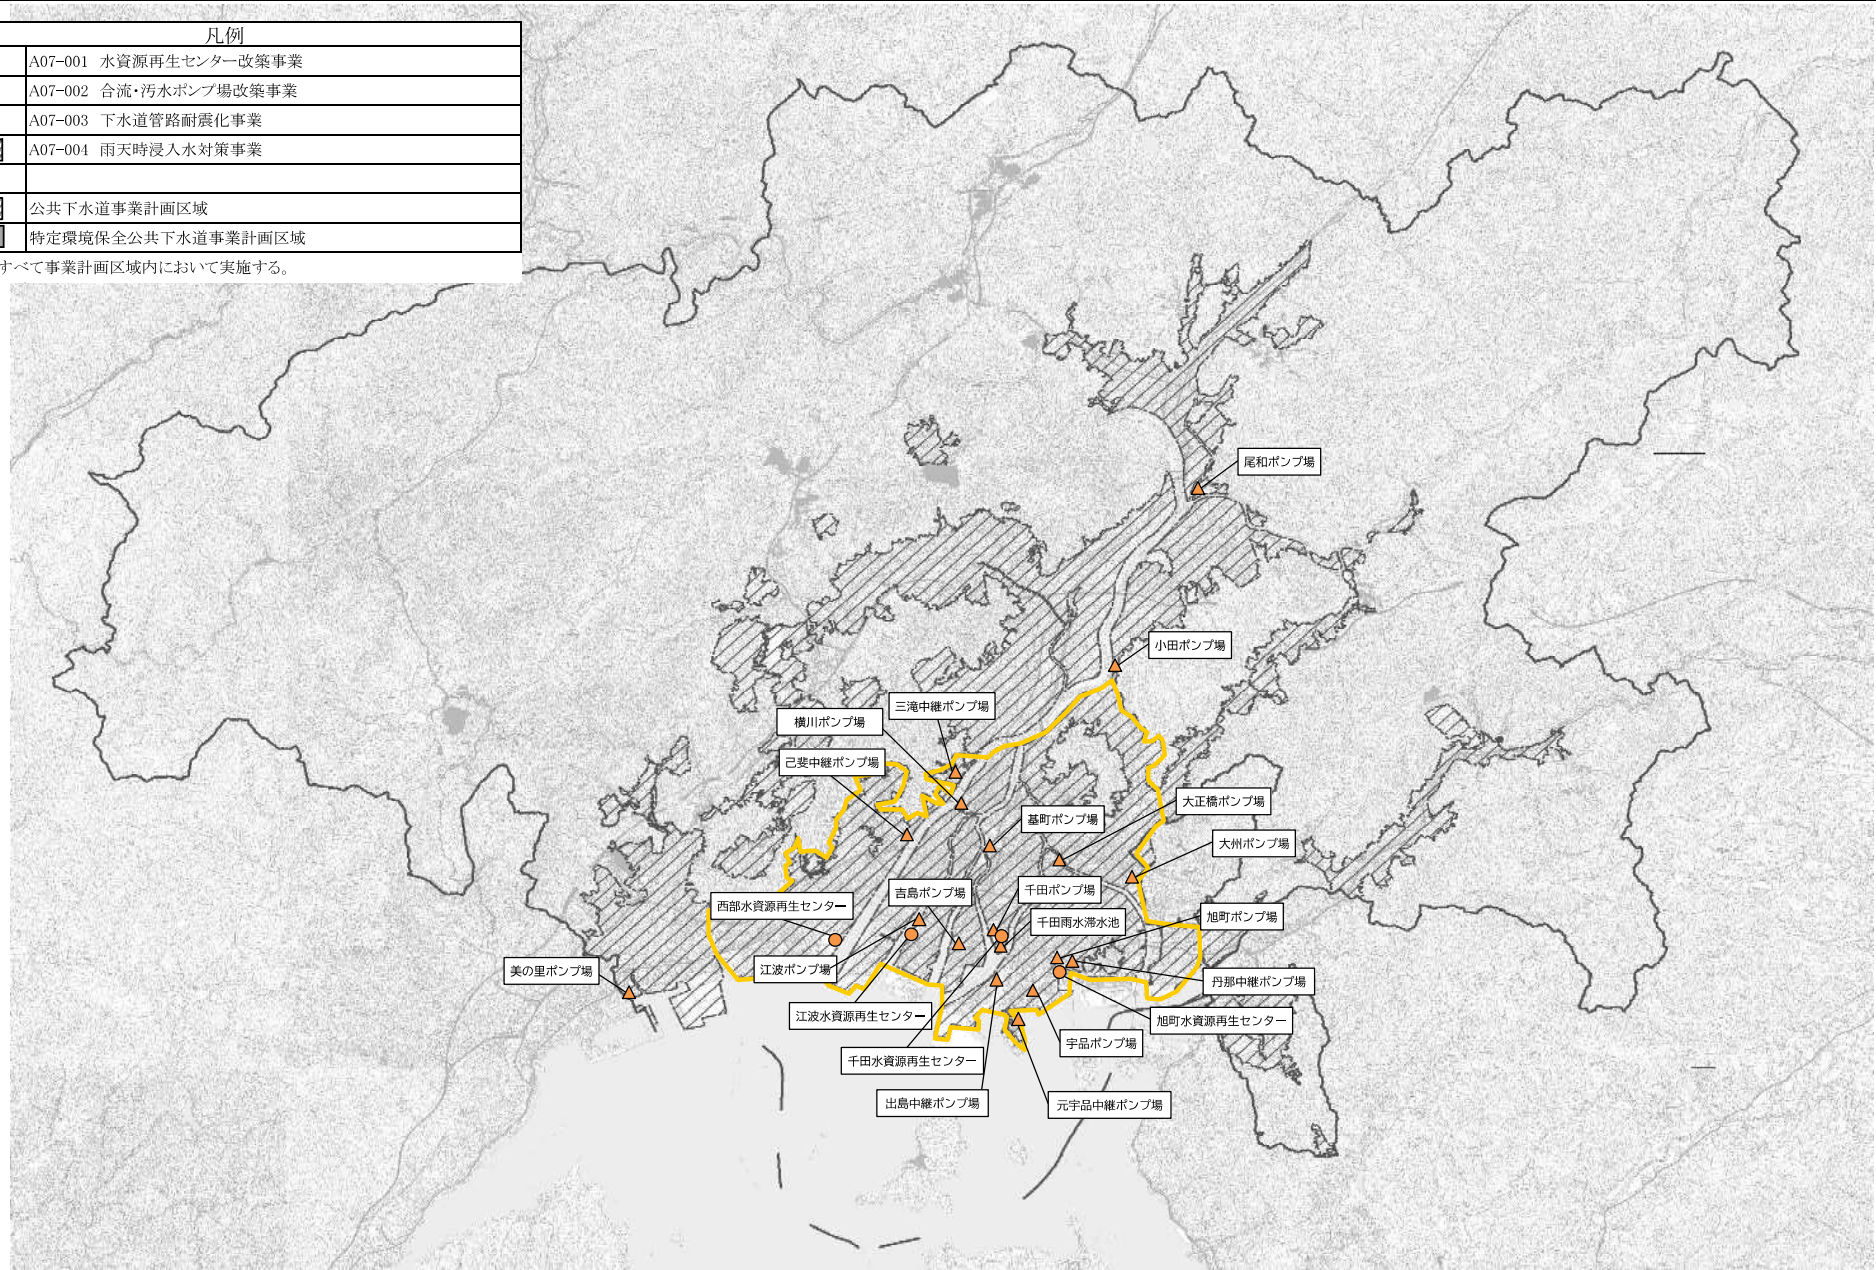 凡例
A07-001 水資源再生センター改築事業
A07-002 合流・汚水ポンプ場改築事業
A07-003 下水道管路耐震化事業
A07-004 雨天時浸入水対策事業
公共下水道事業計画区域
特定環境保全公共下水道事業計画区域
すべて事業計画区域内において実施する。
尾和ポンプ場
小田ポンプ場
三滝中継ポンプ場
横川ポンプ場
己斐中継ポンプ場
大正橋ポンプ場
基町ポンプ場
大州ポンプ場
吉島ポンプ場
千田ポンプ場
西部水資源再生センター
旭町ポンプ場
千田雨水滞水池
美の里ポンプ場
江波ポンプ場
丹那中継ポンプ場
江波水資源再生センター
旭町水資源再生センター
宇品ポンプ場
千田水資源再生センター
出島中継ポンプ場
元宇品中継ポンプ場